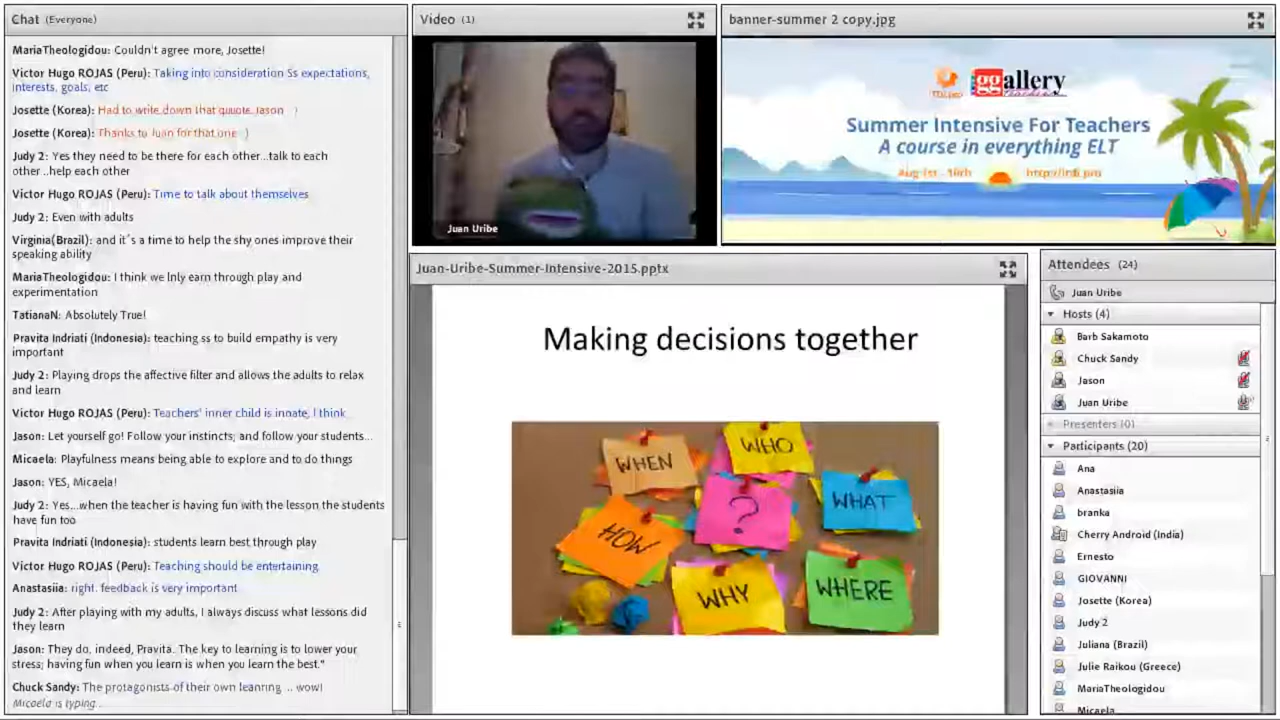 Chat (Everyone)
MariaTheologidou: Couldn't agree more, Josette!
Victor Hugo ROJAS (Peru): Taking into consideration Ss expectations,
interests, goals, etc
Josette (Korea): Had to write down that quote, Jason :)
Josette (Korea): Thanks to Juan for that one :)
Judy 2: Yes they need to be there for each other...talk to each
other ..help each other
Victor Hugo ROJAS (Peru): Time to talk about themselves
Judy 2: Even with adults
Virginia(Brazil): and it's a time to help the shy ones improve their
speaking ability
MariaTheologidou: I think we lnly earn through play and
experimentation
TatianaN: Absolutely True!
Pravita Indriati (Indonesia): teaching ss to build empathy is very
important
Judy 2: Playing drops the affective filter and allows the adults to relax
and learn
Victor Hugo ROJAS (Peru): Teachers' inner child is innate, I think
Jason: Let yourself go! Follow your instincts, and follow your students...
Micaela: Playfulness means being able to explore and to do things
Jason: YES, Micaela!
Judy 2: Yes...when the teacher is having fun with the lesson the students
have fun too
Pravita Indriati (Indonesia): students learn best through play
Victor Hugo ROJAS (Peru): Teaching should be entertaining
Anastasiia: right. feedback is very important
Judy 2: After playing with my adults, I always discuss what lessons did
they learn
Jason: They do, indeed, Pravita. The key to learning is to lower your
stress; having fun when you learn is when you learn the best."
Chuck Sandy: The protagonists of their own learning ... wow!
Micaela is typing...
Video (1)
Juan Uribe
banner-summer 2 copy.jpg
ggallery
Summer Intensive For Teachers
A course in everything ELT
Juan-Uribe-Summer-Intensive-2015.pptx
Making decisions together
WHEN
WHO
WHAT
?
HOW
WHY
WHERE
Attendees (24)
Juan Uribe
Hosts (4)
Barb Sakamoto
Chuck Sandy
Jason
Juan Uribe
Presenters (0)
Participants (20)
Ana
Anastasiia
branka
Cherry Android (India)
Ernesto
GIOVANNI
Josette (Korea)
Judy 2
Juliana (Brazil)
Julie Raikou (Greece)
MariaTheologidou
Micaela